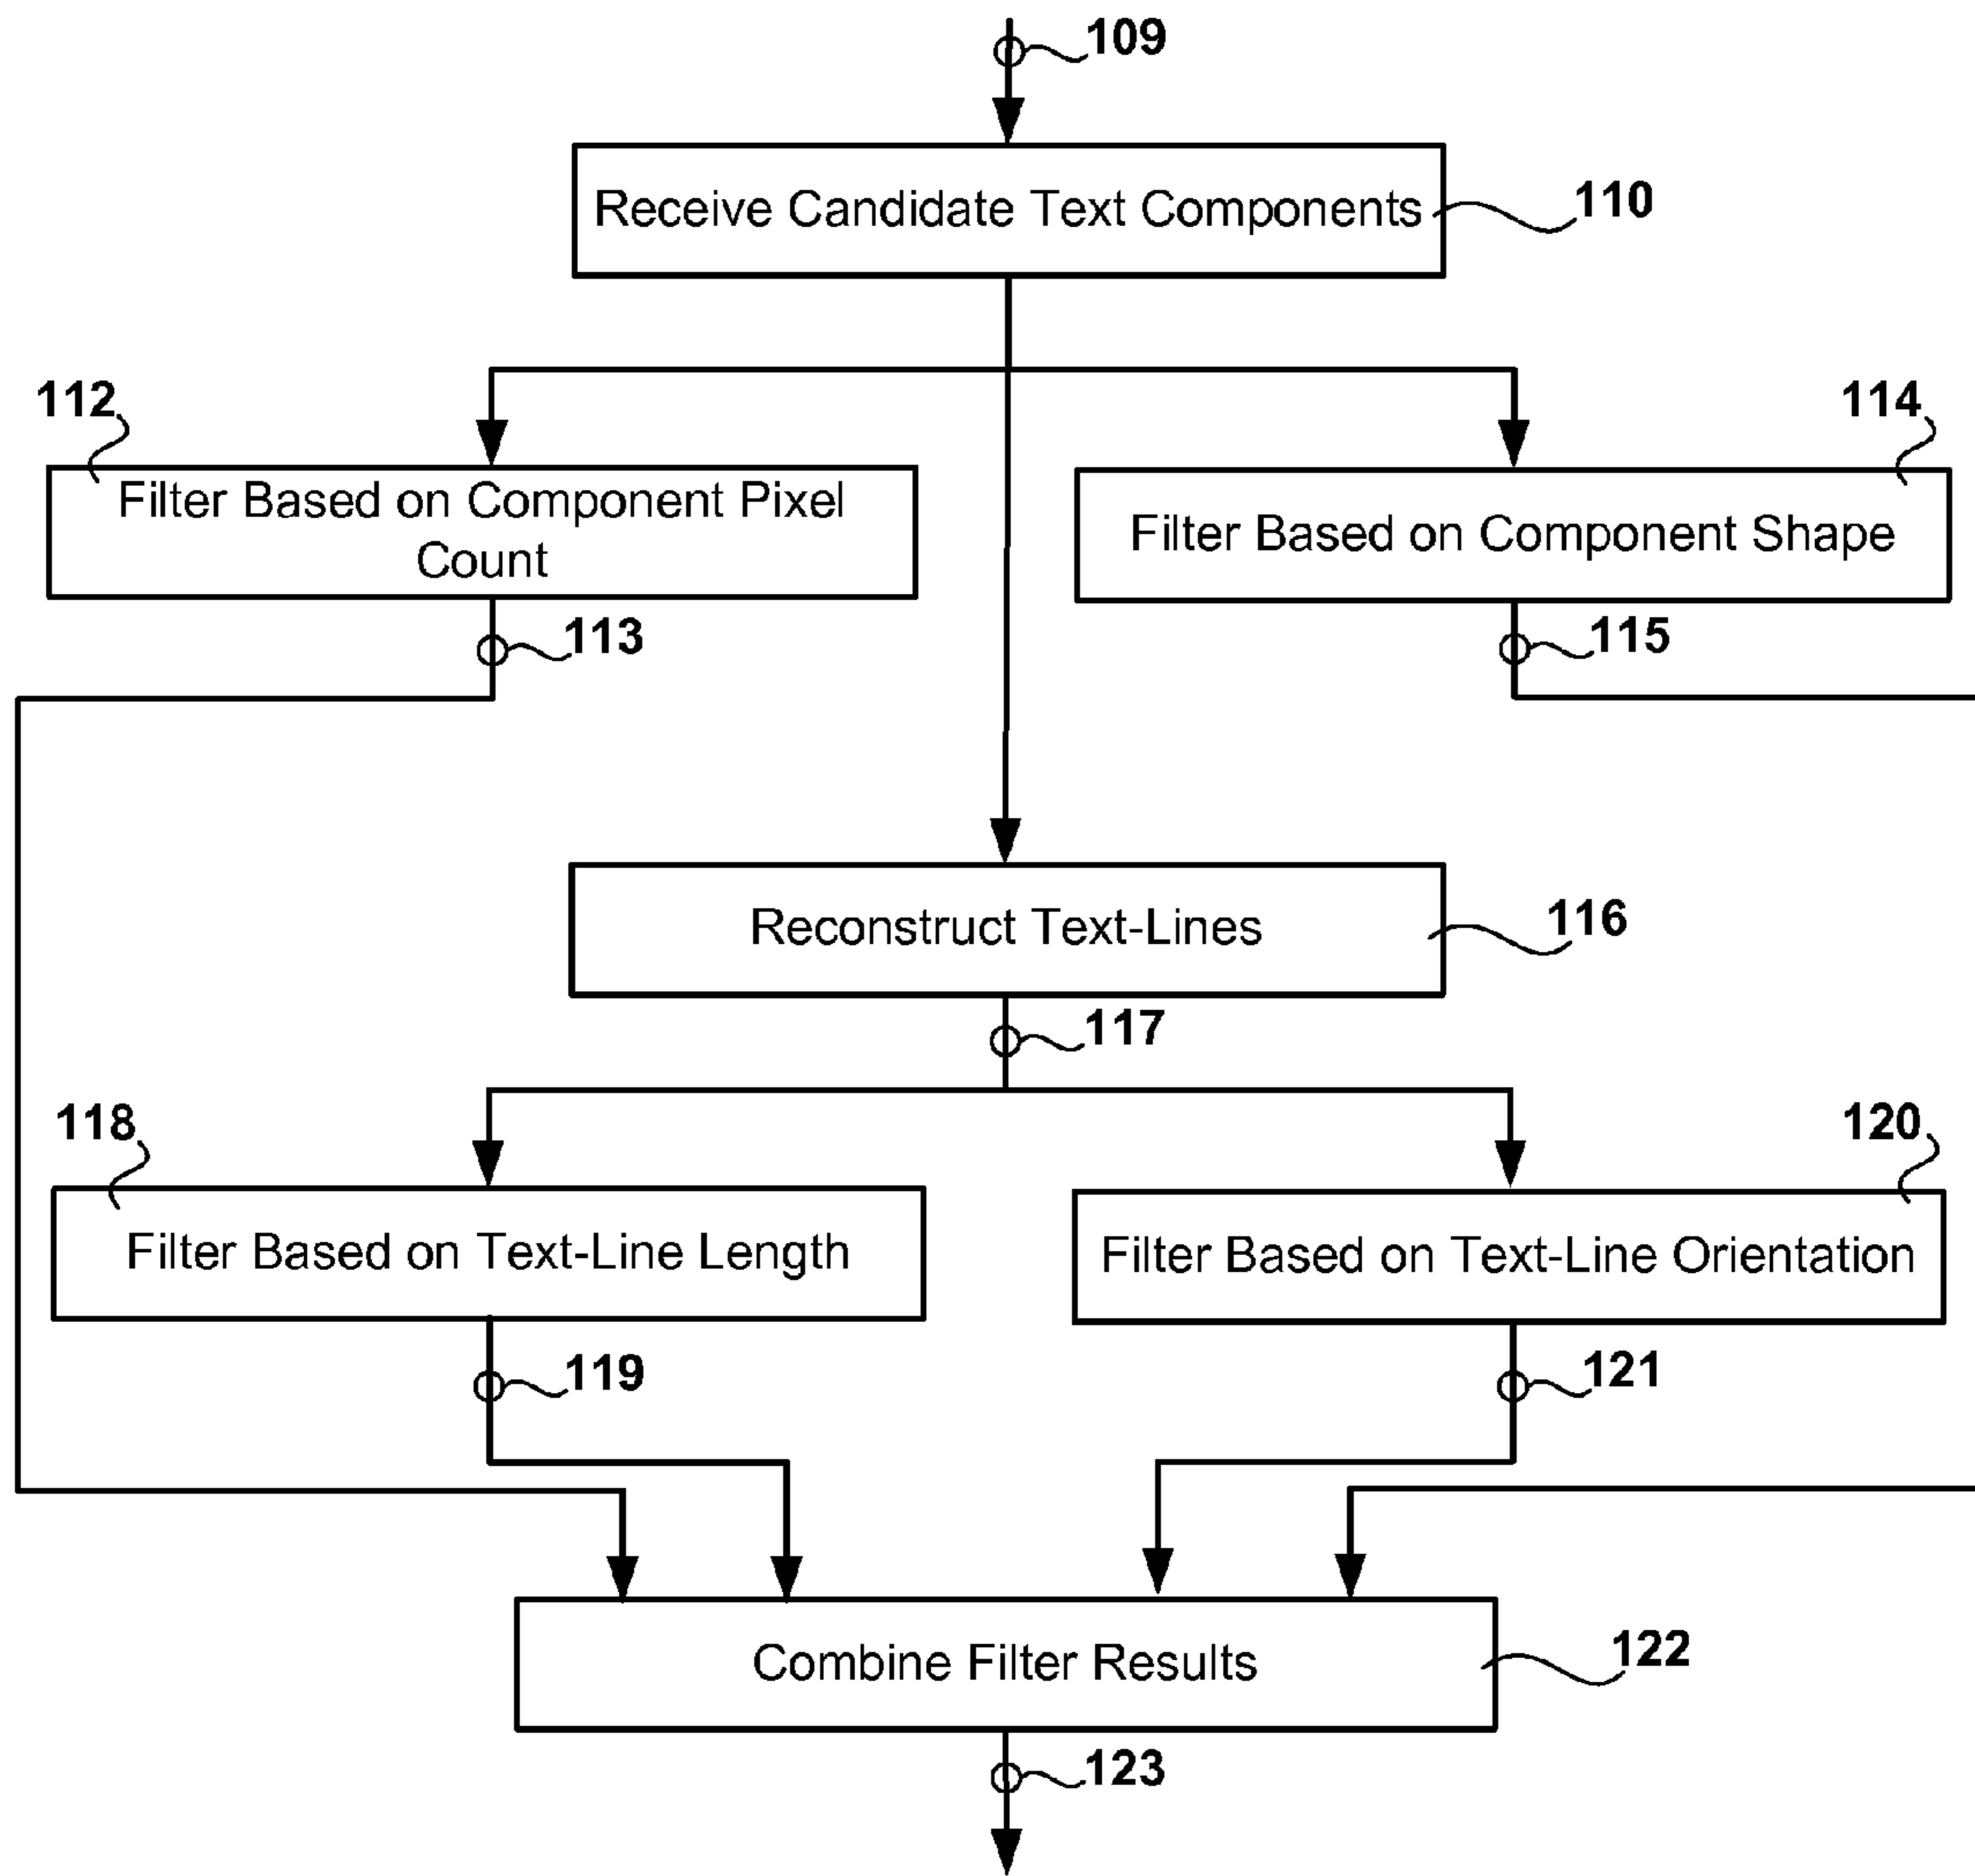 109
Receive Candidate Text Components
110
112
114
Filter Based on Component Pixel
Count
Filter Based on Component Shape
113
115
Reconstruct Text-Lines
116
117
118
120
Filter Based on Text-Line Length
Filter Based on Text-Line Orientation
119
121
Combine Filter Results
122
123